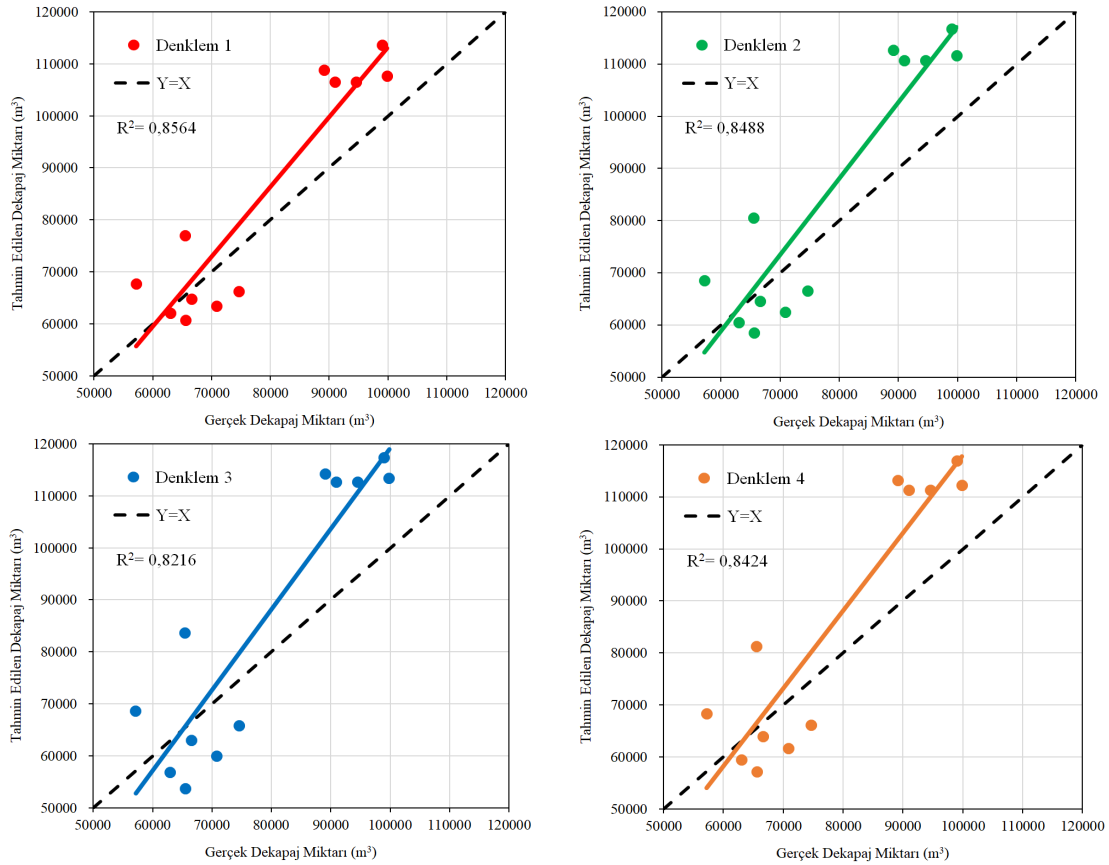 120000
110000
100000
90000
80000
70000
60000
50000
Tahmin Edilen Dekapaj Miktarı (m³)
Denklem 1
Y=X
R²= 0,8564
50000 60000 70000 80000 90000 100000 110000 120000
Gerçek Dekapaj Miktarı (m³)
120000
110000
100000
90000
80000
70000
60000
50000
Tahmin Edilen Dekapaj Miktarı (m³)
Denklem 2
Y=X
R²= 0,8488
50000 60000 70000 80000 90000 100000 110000 120000
Gerçek Dekapaj Miktarı (m³)
120000
110000
100000
90000
80000
70000
60000
50000
Tahmin Edilen Dekapaj Miktarı (m³)
Denklem 3
Y=X
R²= 0,8216
50000 60000 70000 80000 90000 100000 110000 120000
Gerçek Dekapaj Miktarı (m³)
120000
110000
100000
90000
80000
70000
60000
50000
Tahmin Edilen Dekapaj Miktarı (m³)
Denklem 4
Y=X
R²= 0,8424
50000 60000 70000 80000 90000 100000 110000 120000
Gerçek Dekapaj Miktarı (m³)